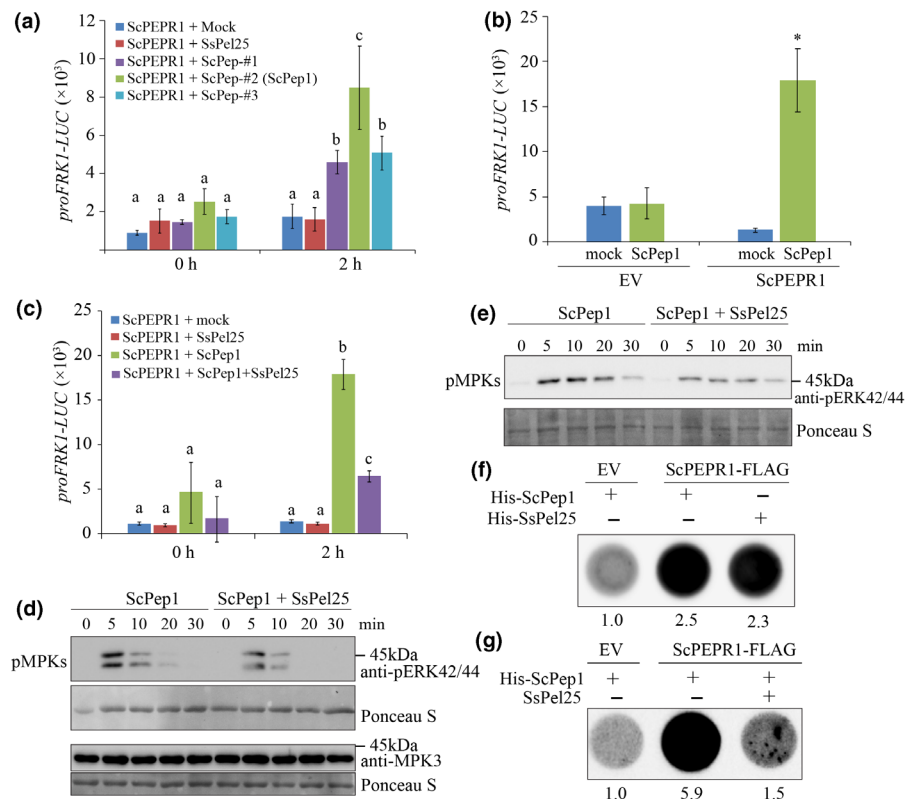 (a)
ScPEPR1 + Mock
ScPEPR1 + SsPel25
ScPEPR1 + ScPep-#1
ScPEPR1 + ScPep-#2 (ScPep1)
ScPEPR1 + ScPep-#3
proFRK1-LUC (×10³)
12
10
8
6
4
2
a a a a a
a a b c b
0 h 2 h
(b)
proFRK1-LUC (×10³)
25
20
15
10
5
0
*
mock ScPep1 mock ScPep1
EV ScPEPR1
(c)
ScPEPR1 + mock
ScPEPR1 + SsPel25
ScPEPR1 + ScPep1
ScPEPR1 + ScPep1+SsPel25
proFRK1-LUC (×10³)
25
20
15
10
5
0
a a a a
a a b c
0 h 2 h
(d)
ScPep1 ScPep1 + SsPel25
0 5 10 20 30 0 5 10 20 30 min
pMPKs
45kDa
anti-pERK42/44
Ponceau S
45kDa
anti-MPK3
Ponceau S
(e)
ScPep1 ScPep1 + SsPel25
0 5 10 20 30 0 5 10 20 30 min
pMPKs
45kDa
anti-pERK42/44
Ponceau S
(f)
EV ScPEPR1-FLAG
His-ScPep1 + + –
His-SsPel25 – – +
1.0 2.5 2.3
(g)
EV ScPEPR1-FLAG
His-ScPep1 + + +
SsPel25 – – +
1.0 5.9 1.5